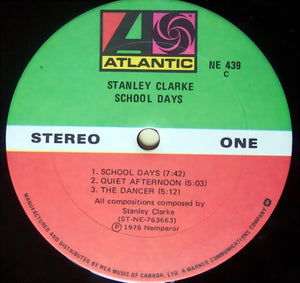 ATLANTIC
NE 439
C
STANLEY CLARKE
SCHOOL DAYS
STEREO
ONE
1. SCHOOL DAYS (7:42)
2. QUIET AFTERNOON (5:03)
3. THE DANCER (5:12)
All compositions composed by
Stanley Clarke
(ST-NE-763663)
Ⓟ 1976 Nemperor
MANUFACTURED AND DISTRIBUTED BY WEA MUSIC OF CANADA, LTD. A WARNER COMMUNICATIONS COMPANY